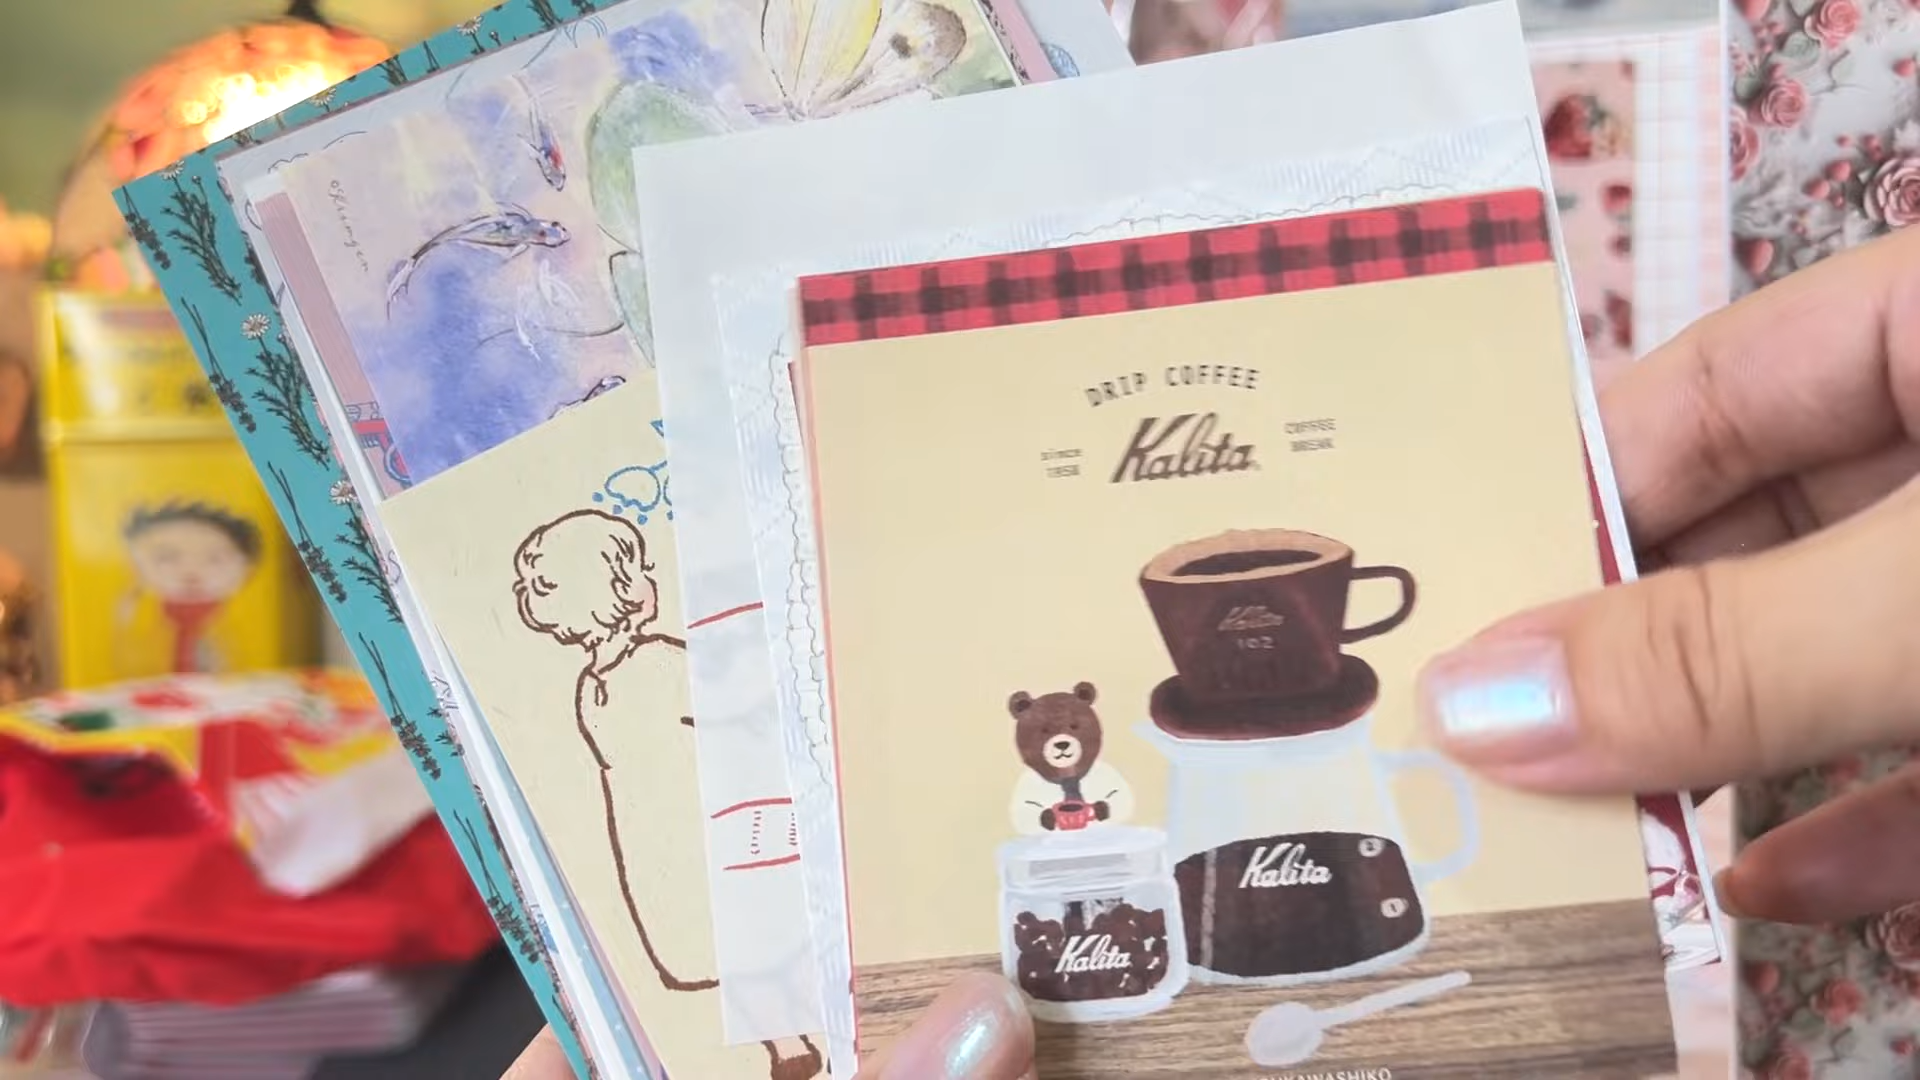 DRIP COFFEE
since
1958
Kalita
COFFEE
BREAK
Kalita
102
Kalita
Kalita